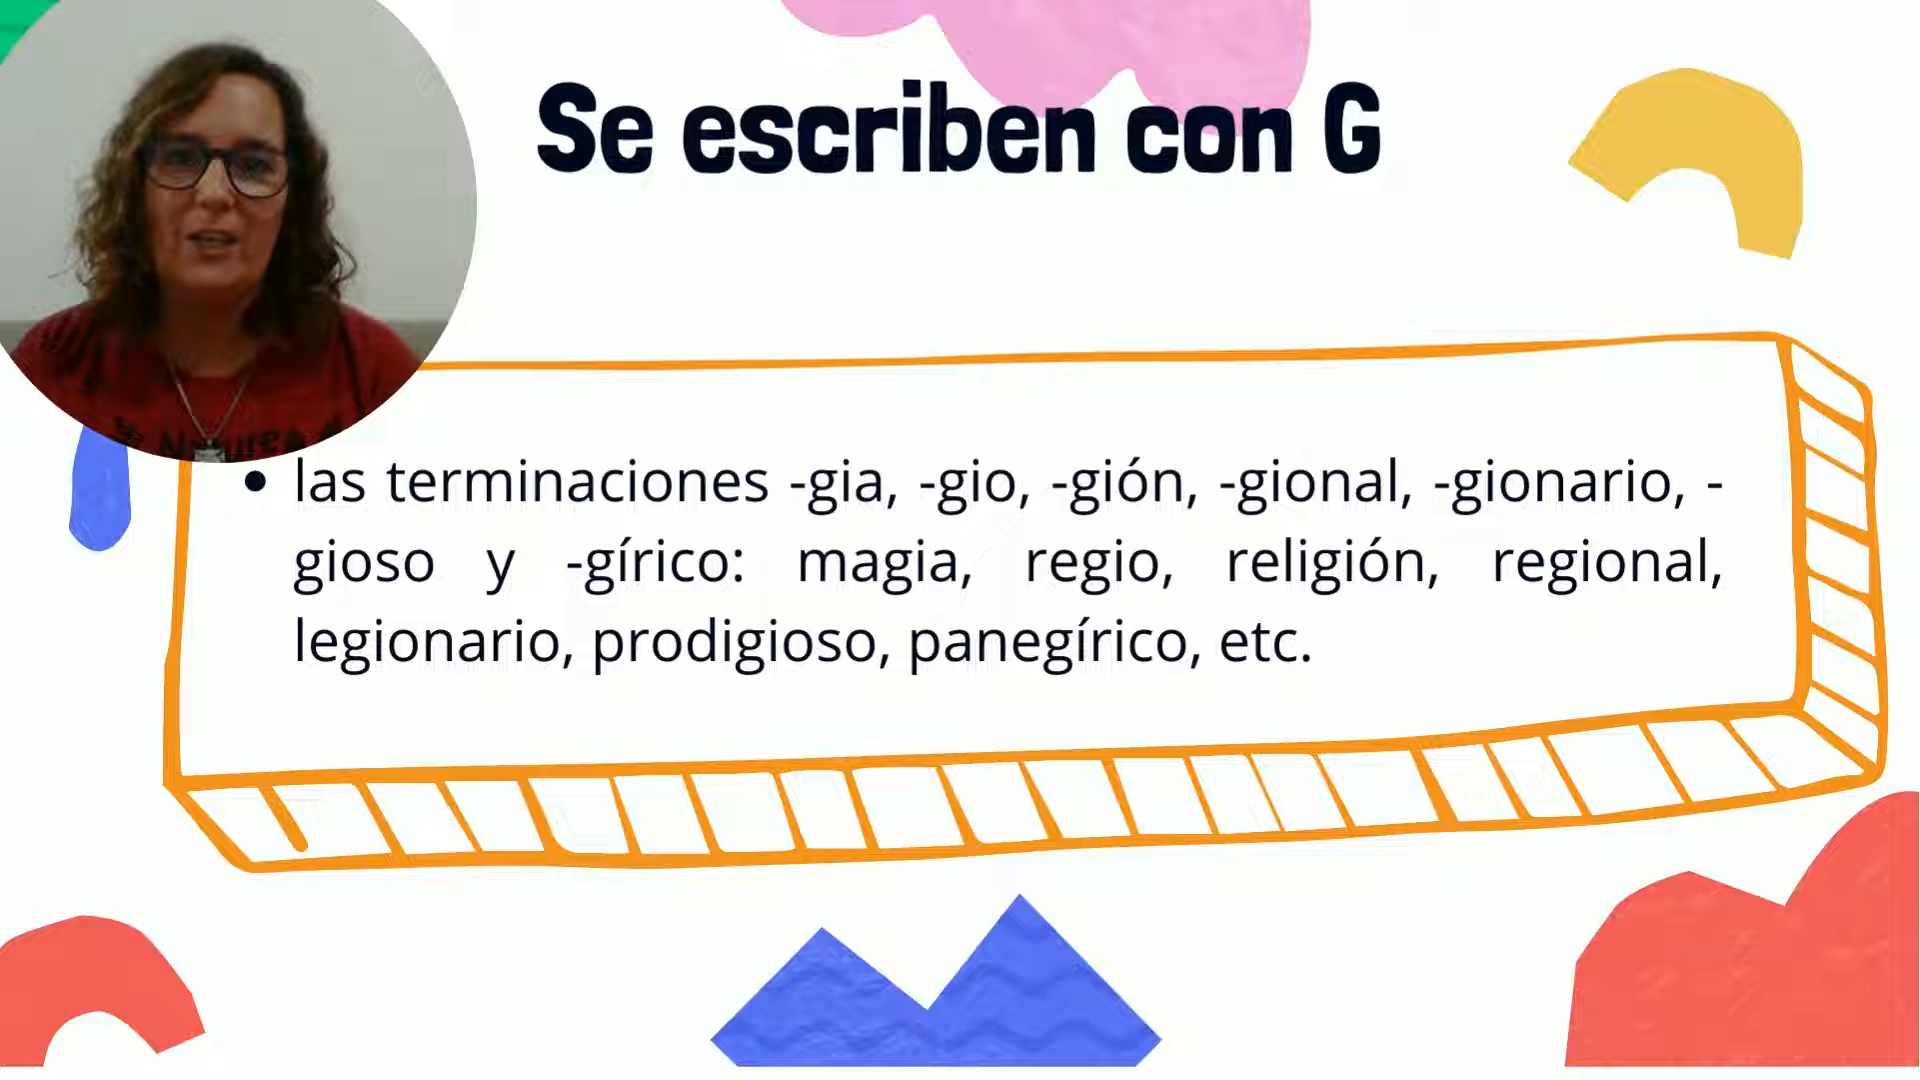 Se escriben con G
• las terminaciones -gia, -gio, -gión, -gional, -gionario, -
gioso y -gírico: magia, regio, religión, regional,
legionario, prodigioso, panegírico, etc.